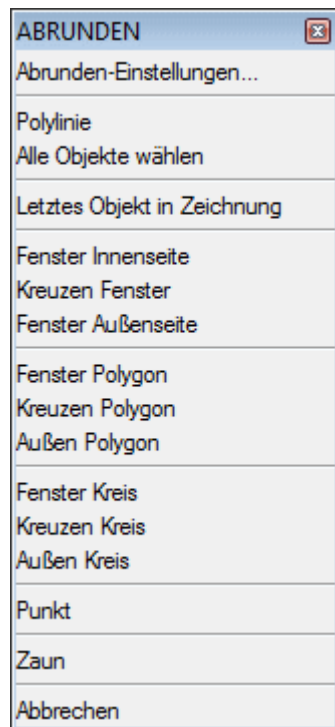 ABRUNDEN
Abrunden-Einstellungen...
Polylinie
Alle Objekte wählen
Letztes Objekt in Zeichnung
Fenster Innenseite
Kreuzen Fenster
Fenster Außenseite
Fenster Polygon
Kreuzen Polygon
Außen Polygon
Fenster Kreis
Kreuzen Kreis
Außen Kreis
Punkt
Zaun
Abbrechen